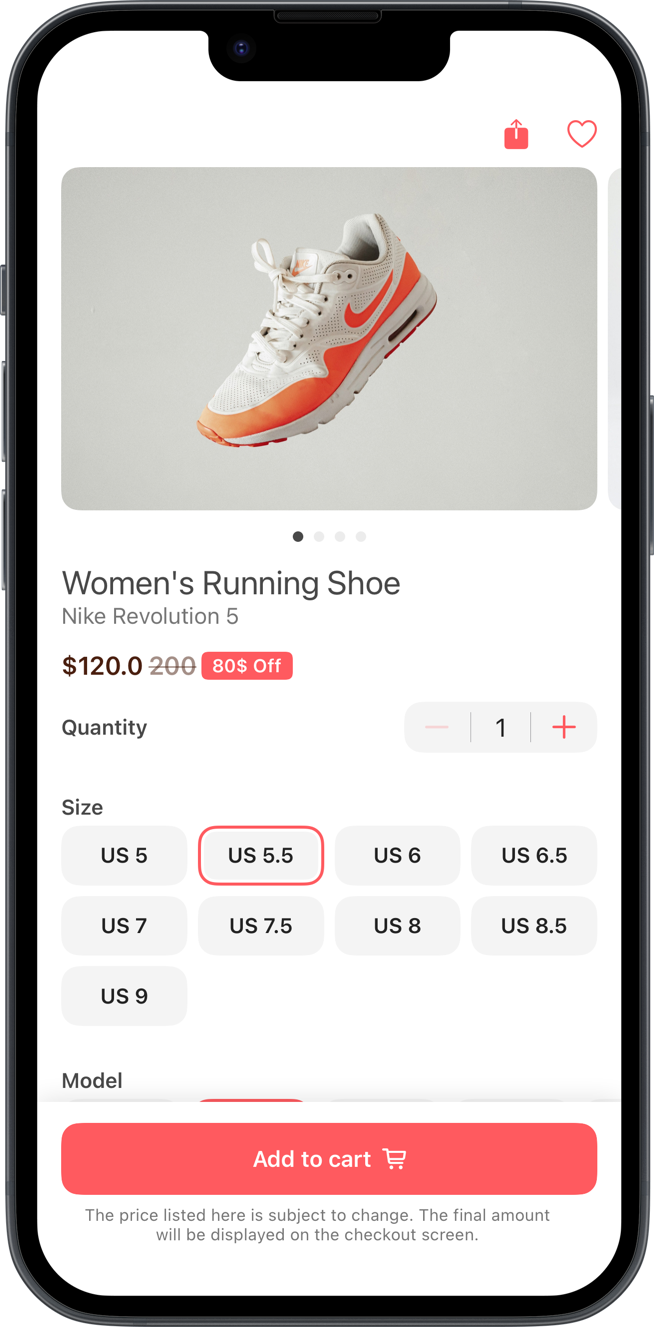 Women's Running Shoe
Nike Revolution 5
$120.0 200 80$ Off
Quantity
1
Size
US 5
US 5.5
US 6
US 6.5
US 7
US 7.5
US 8
US 8.5
US 9
Model
Add to cart
The price listed here is subject to change. The final amount
will be displayed on the checkout screen.